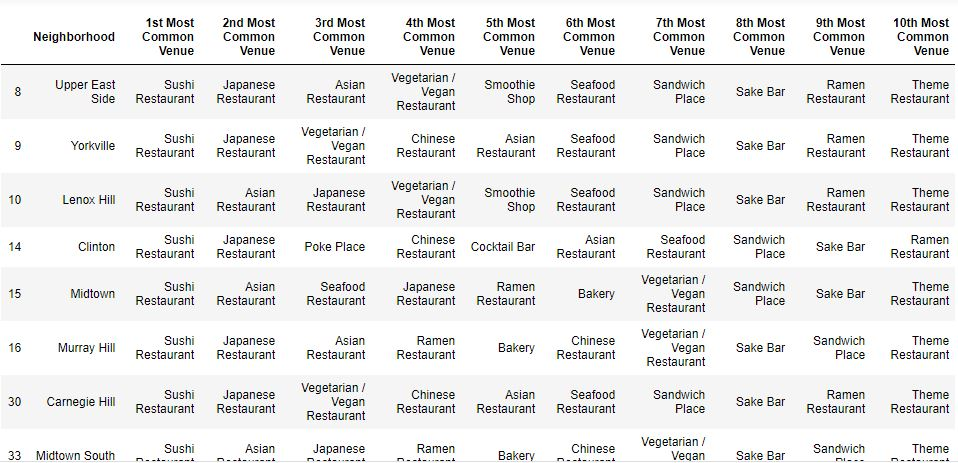 Neighborhood 1st Most Common Venue 2nd Most Common Venue 3rd Most Common Venue 4th Most Common Venue 5th Most Common Venue 6th Most Common Venue 7th Most Common Venue 8th Most Common Venue 9th Most Common Venue 10th Most Common Venue
8 Upper East Side Sushi Restaurant Japanese Restaurant Asian Restaurant Vegetarian / Vegan Restaurant Smoothie Shop Seafood Restaurant Sandwich Place Sake Bar Ramen Restaurant Theme Restaurant
9 Yorkville Sushi Restaurant Japanese Restaurant Vegetarian / Vegan Restaurant Chinese Restaurant Asian Restaurant Seafood Restaurant Sandwich Place Sake Bar Ramen Restaurant Theme Restaurant
10 Lenox Hill Sushi Restaurant Asian Restaurant Japanese Restaurant Vegetarian / Vegan Restaurant Smoothie Shop Seafood Restaurant Sandwich Place Sake Bar Ramen Restaurant Theme Restaurant
14 Clinton Sushi Restaurant Japanese Restaurant Poke Place Chinese Restaurant Cocktail Bar Asian Restaurant Seafood Restaurant Sandwich Place Sake Bar Ramen Restaurant
15 Midtown Sushi Restaurant Asian Restaurant Seafood Restaurant Japanese Restaurant Ramen Restaurant Bakery Vegetarian / Vegan Restaurant Sandwich Place Sake Bar Theme Restaurant
16 Murray Hill Sushi Restaurant Japanese Restaurant Asian Restaurant Ramen Restaurant Bakery Chinese Restaurant Vegetarian / Vegan Restaurant Sake Bar Sandwich Place Theme Restaurant
30 Carnegie Hill Sushi Restaurant Japanese Restaurant Vegetarian / Vegan Restaurant Chinese Restaurant Asian Restaurant Seafood Restaurant Sandwich Place Sake Bar Ramen Restaurant Theme Restaurant
33 Midtown South Sushi Asian Japanese Ramen Bakery Chinese Vegetarian / Vegan Sake Bar Sandwich Place Theme